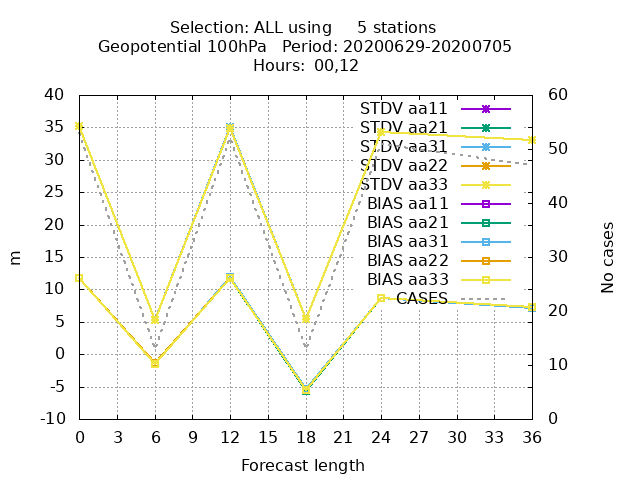 Selection: ALL using     5 stations
Geopotential 100hPa   Period: 20200629-20200705
Hours:  00,12
40
35
30
25
20
15
10
5
0
-5
-10
m
60
50
40
30
20
10
0
No cases
STDV aa11
STDV aa21
STDV aa31
STDV aa22
STDV aa33
BIAS aa11
BIAS aa21
BIAS aa31
BIAS aa22
BIAS aa33
CASES
0 3 6 9 12 15 18 21 24 27 30 33 36
Forecast length